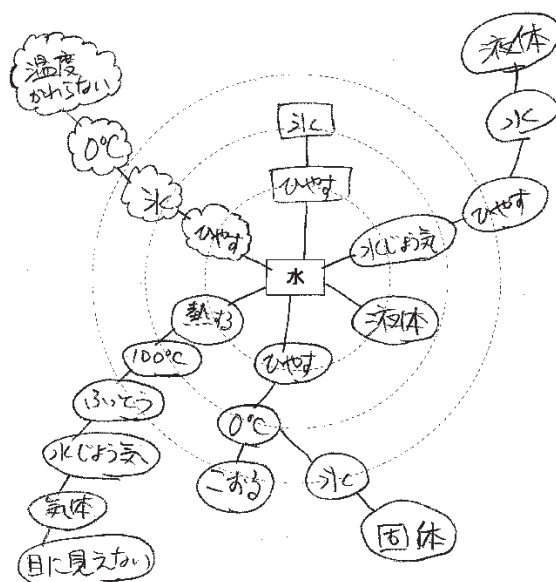 温度
かわらない
0℃
氷
ひやす
氷
ひやす
液体
水
ひやす
水じょう気
水
液体
熱する
100℃
ふっとう
水じょう気
気体
目に見えない
ひやす
0℃
こおる
氷
固体